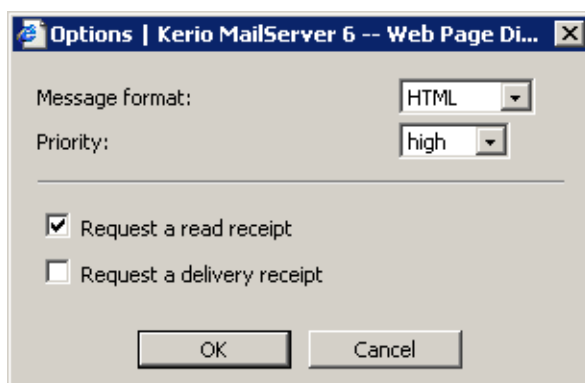 Options | Kerio MailServer 6 -- Web Page Di...
Message format: HTML
Priority: high
Request a read receipt
Request a delivery receipt
OK Cancel